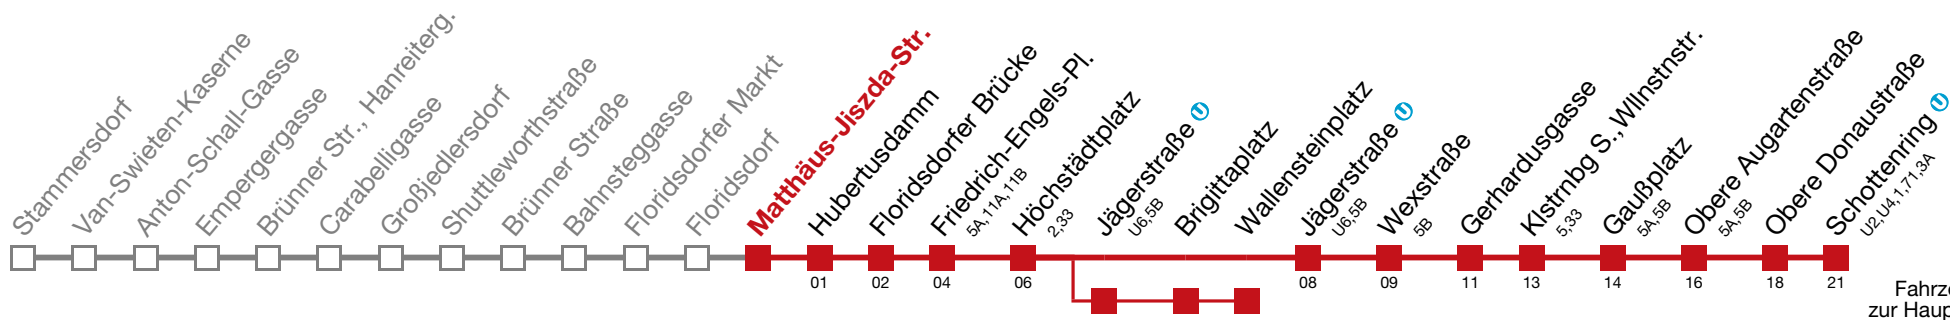 Stammersdorf
Van-Swieten-Kaserne
Anton-Schall-Gasse
Empergergasse
Brünner Str., Hanreiterg.
Carabelligasse
Großjedlersdorf
Shuttleworthstraße
Brünner Straße
Bahnsteggasse
Floridsdorfer Markt
Floridsdorf
Matthäus-Jiszda-Str.
Hubertusdamm
01
Floridsdorfer Brücke
02
Friedrich-Engels-Pl.
5A,11A,11B
04
Höchstädtplatz
2,33
06
Jägerstraße U
U6,5B
Brigittaplatz
Wallensteinplatz
Jägerstraße U
U6,5B
08
Wexstraße
5B
09
Gerhardusgasse
11
Klstrnbg S.,Wllnstnstr.
5,33
13
Gaußplatz
5A,5B
14
Obere Augartenstraße
5A,5B
16
Obere Donaustraße
18
Schottenring U
U2,U4,1,71,3A
21
Fahrze
zur Haup